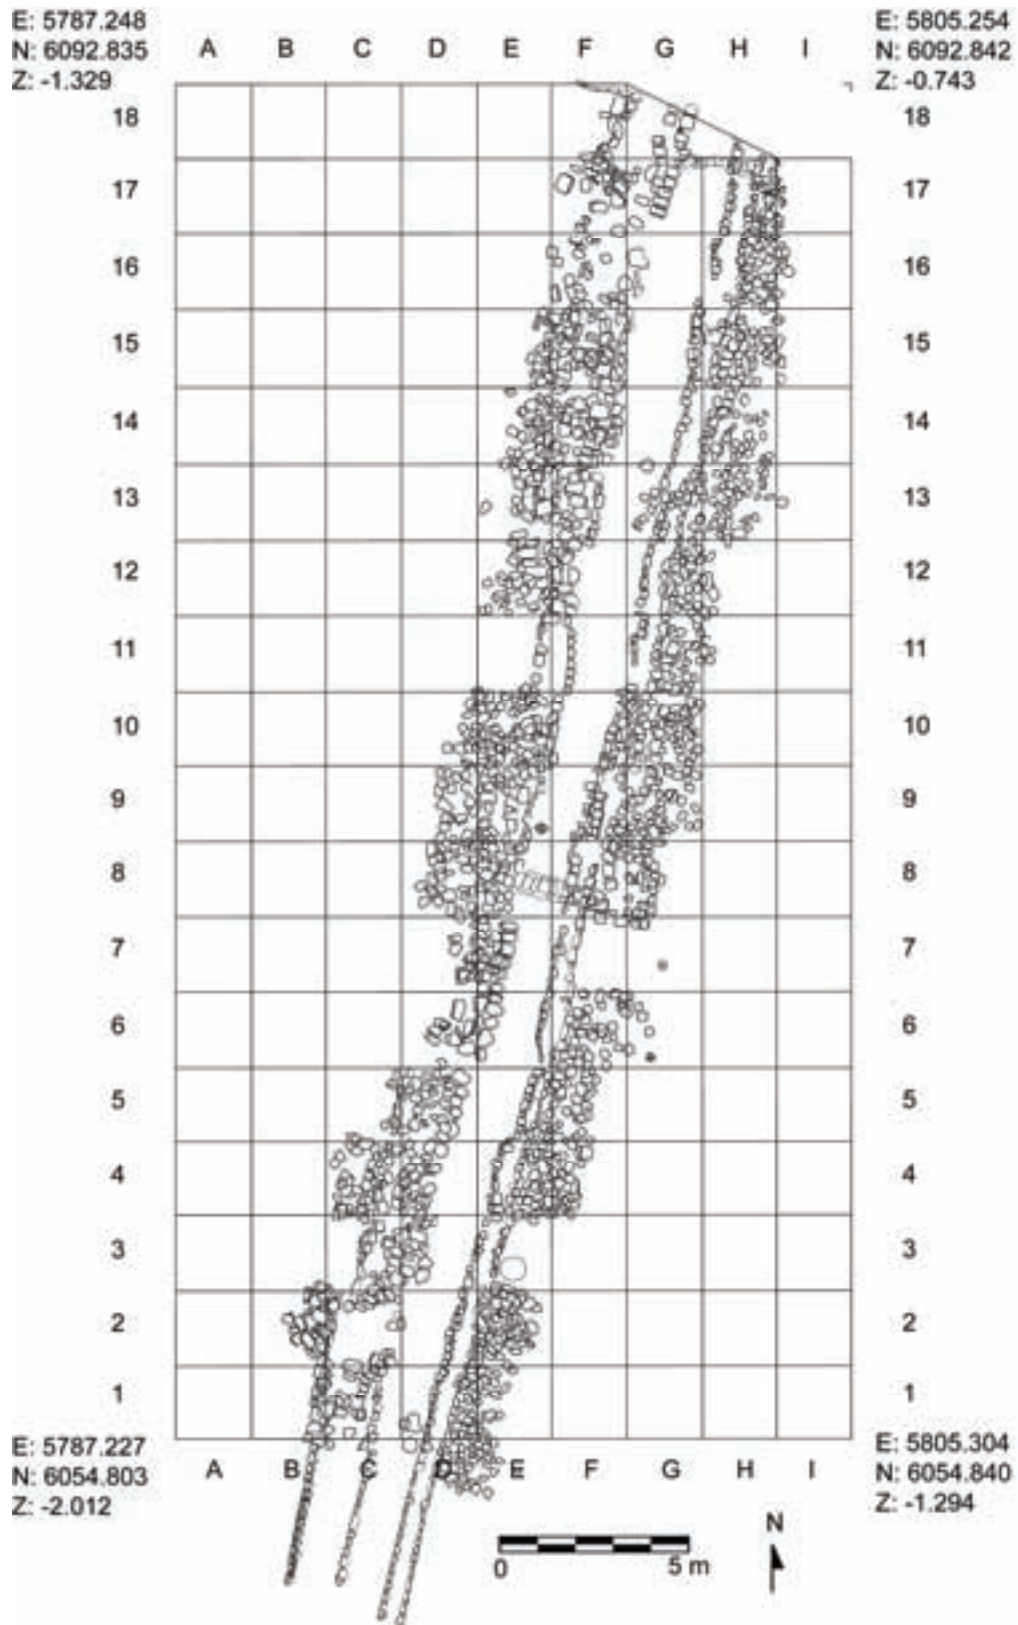 E: 5787.248
N: 6092.835
Z: -1.329
A B C D E F G H I
E: 5805.254
N: 6092.842
Z: -0.743
18 18
17 17
16 16
15 15
14 14
13 13
12 12
11 11
10 10
9 9
8 8
7 7
6 6
5 5
4 4
3 3
2 2
1 1
E: 5787.227
N: 6054.803
Z: -2.012
A B C D E F G H I
E: 5805.304
N: 6054.840
Z: -1.294
0 5 m
N